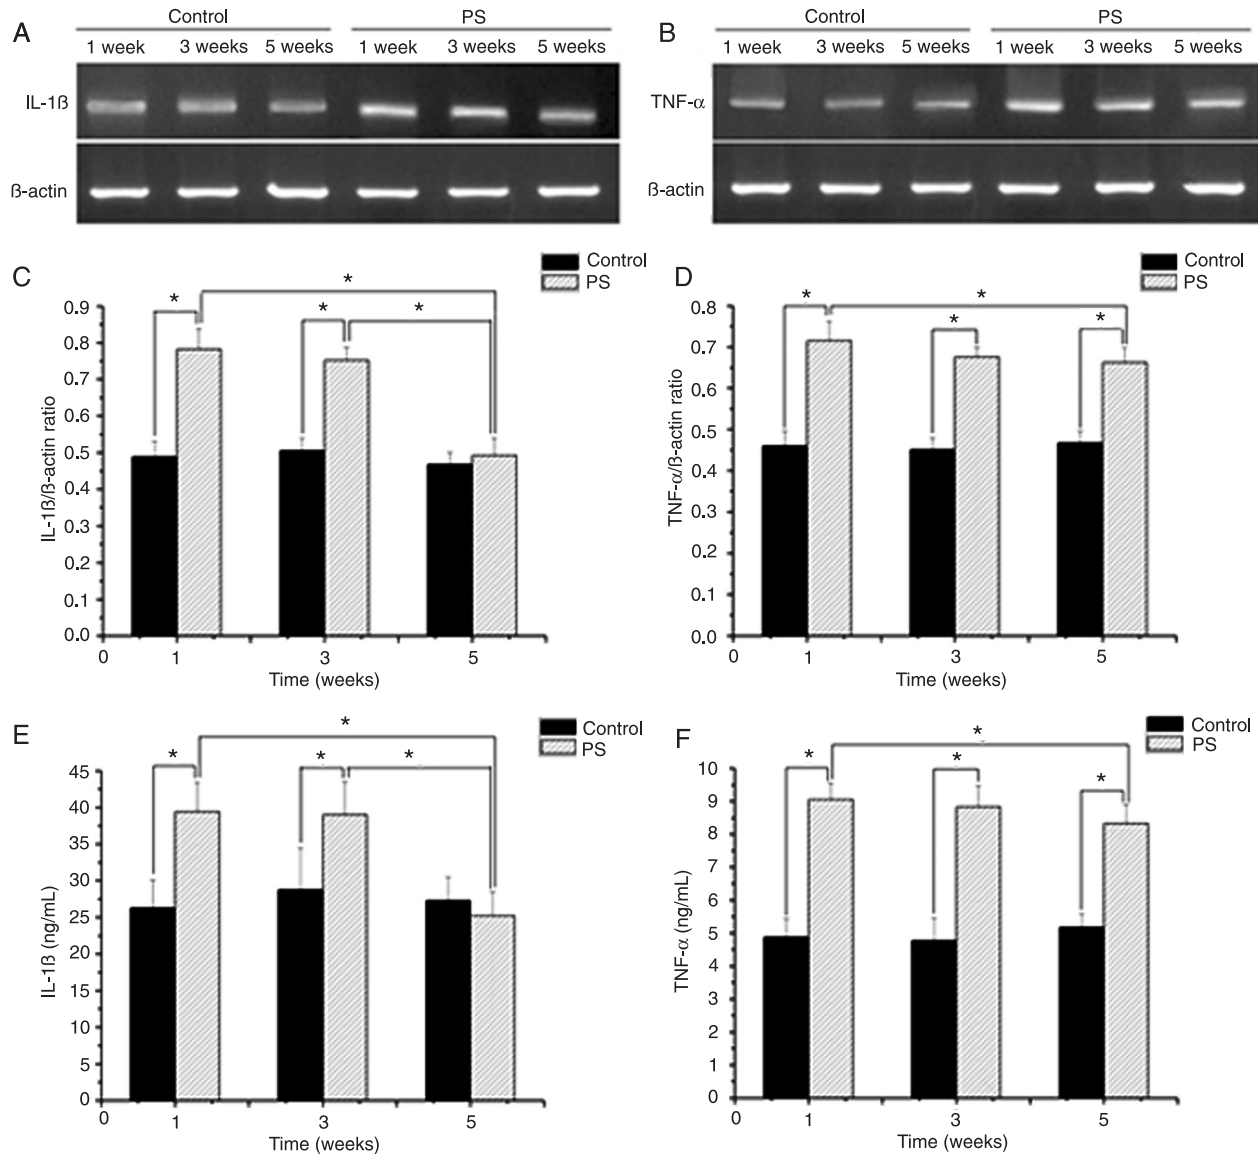 A
Control
PS
1 week
3 weeks
5 weeks
1 week
3 weeks
5 weeks
IL-1ß
ß-actin
B
Control
PS
1 week
3 weeks
5 weeks
1 week
3 weeks
5 weeks
TNF-α
ß-actin
C
Control
PS
*
*
*
*
0.9
0.8
0.7
0.6
0.5
0.4
0.3
0.2
0.1
0.0
IL-1ß/ß-actin ratio
0
1
3
5
Time (weeks)
D
Control
PS
*
*
*
*
0.8
0.7
0.6
0.5
0.4
0.3
0.2
0.1
0.0
TNF-α/ß-actin ratio
0
1
3
5
Time (weeks)
E
Control
PS
*
*
*
*
45
40
35
30
25
20
15
10
5
0
IL-1ß (ng/mL)
0
1
3
5
Time (weeks)
F
Control
PS
*
*
*
*
10
9
8
7
6
5
4
3
2
1
0
TNF-α (ng/mL)
0
1
3
5
Time (weeks)